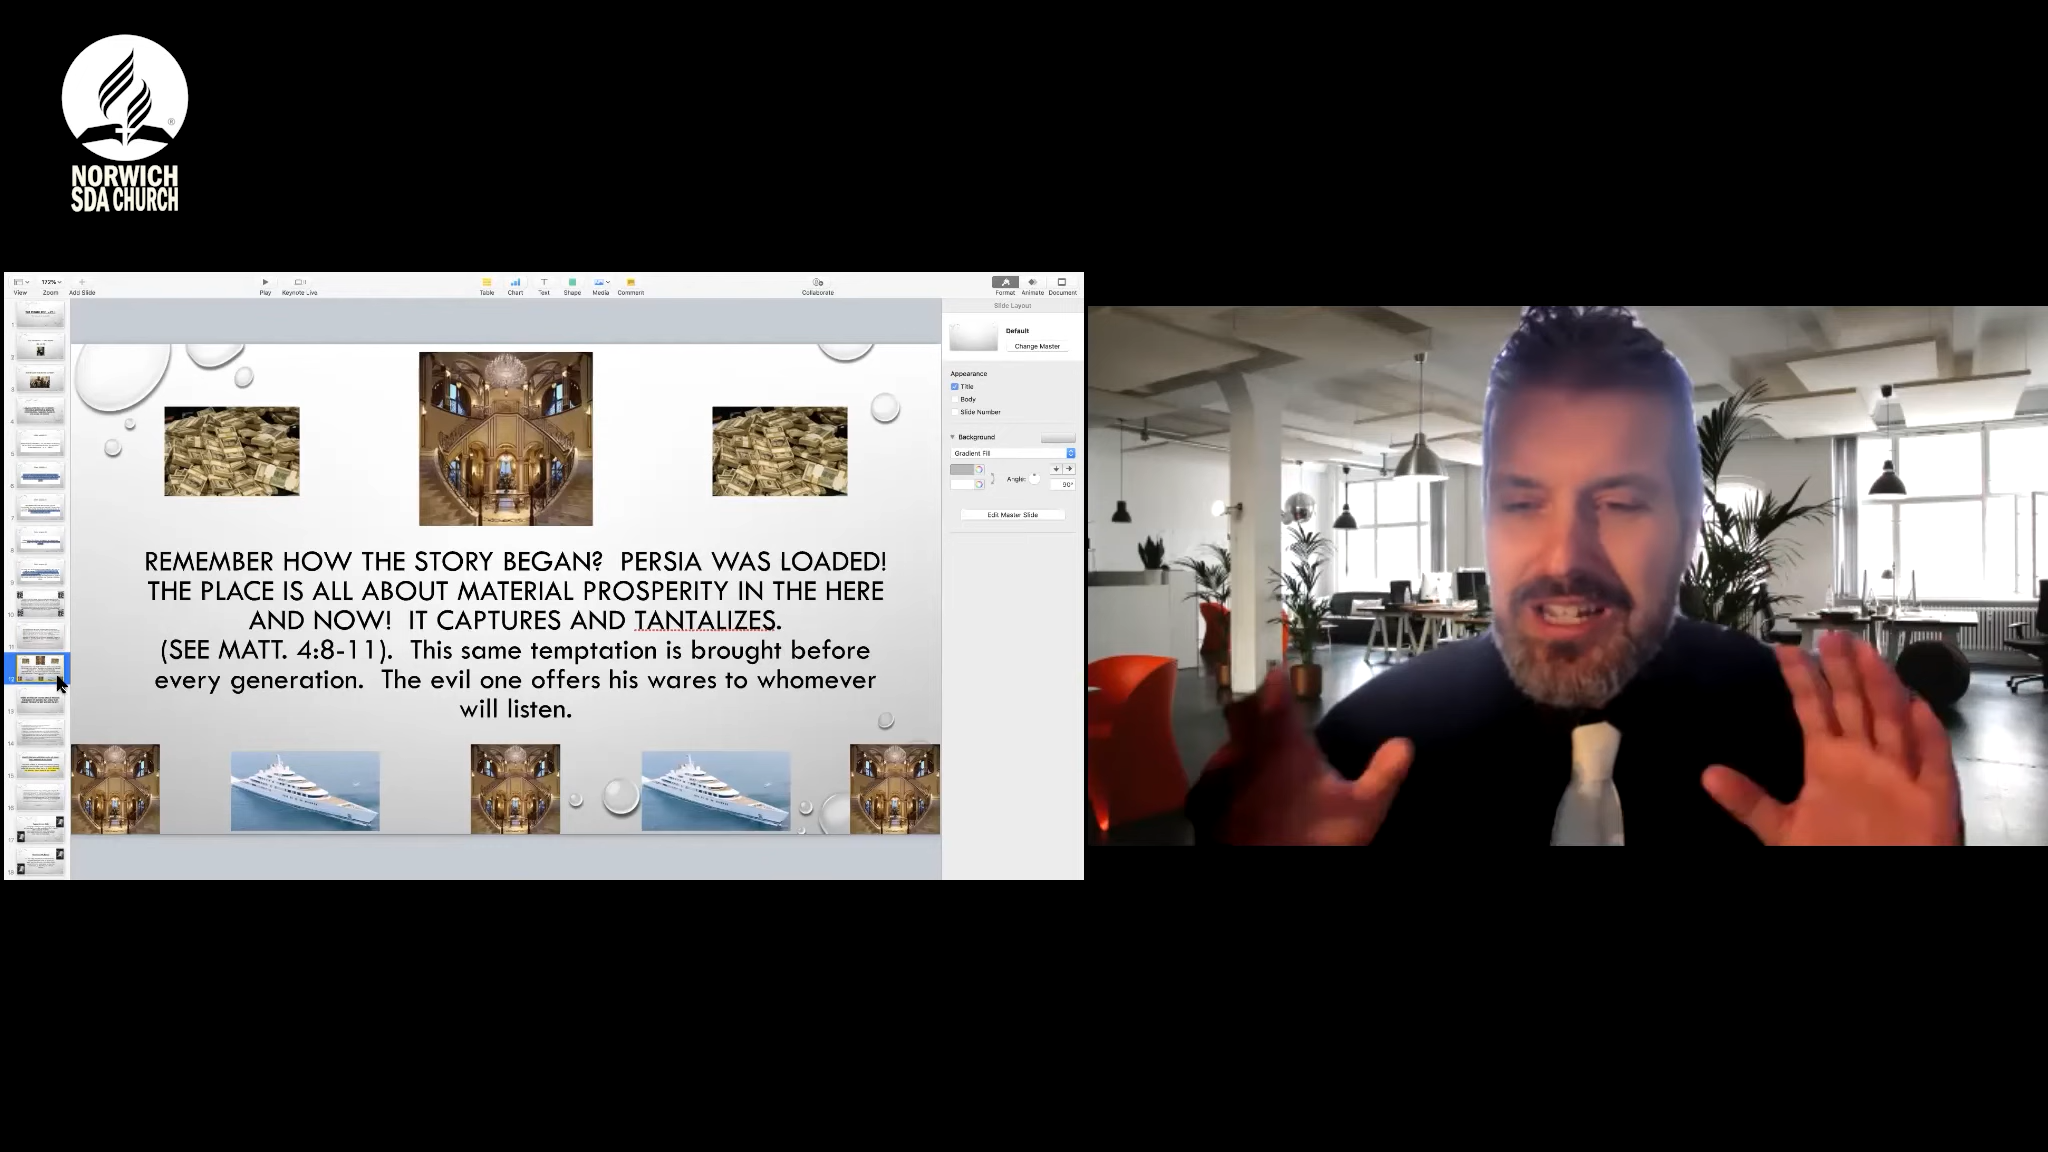 ®
NORWICH
SDA CHURCH
172%
View
Zoom
Add Slide
Play
Keynote Live
Table
Chart
Text
Shape
Media
Comment
Collaborate
Format
Animate
Document
Slide Layout
Default
Change Master
Appearance
Title
Body
Slide Number
Background
Gradient Fill
Angle:
90°
Edit Master Slide
REMEMBER HOW THE STORY BEGAN? PERSIA WAS LOADED!
THE PLACE IS ALL ABOUT MATERIAL PROSPERITY IN THE HERE
AND NOW! IT CAPTURES AND TANTALIZES.
(SEE MATT. 4:8-11). This same temptation is brought before
every generation. The evil one offers his wares to whomever
will listen.